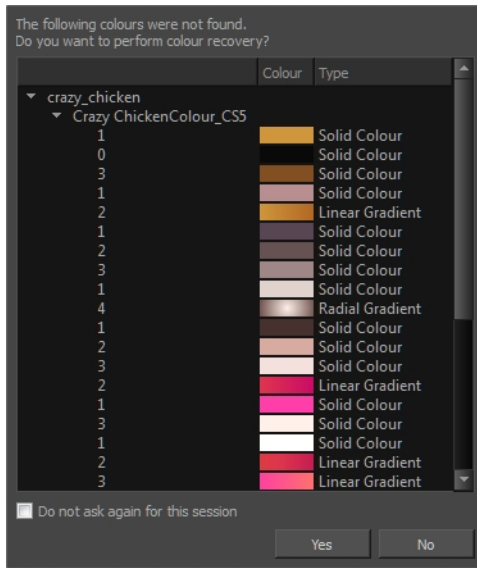 The following colours were not found.
Do you want to perform colour recovery?
Colour Type
crazy_chicken
Crazy ChickenColour_CS5
1 Solid Colour
0 Solid Colour
3 Solid Colour
1 Solid Colour
2 Linear Gradient
1 Solid Colour
2 Solid Colour
3 Solid Colour
1 Solid Colour
4 Radial Gradient
1 Solid Colour
2 Solid Colour
3 Solid Colour
2 Linear Gradient
1 Solid Colour
3 Solid Colour
1 Solid Colour
2 Linear Gradient
3 Linear Gradient
Do not ask again for this session
Yes No